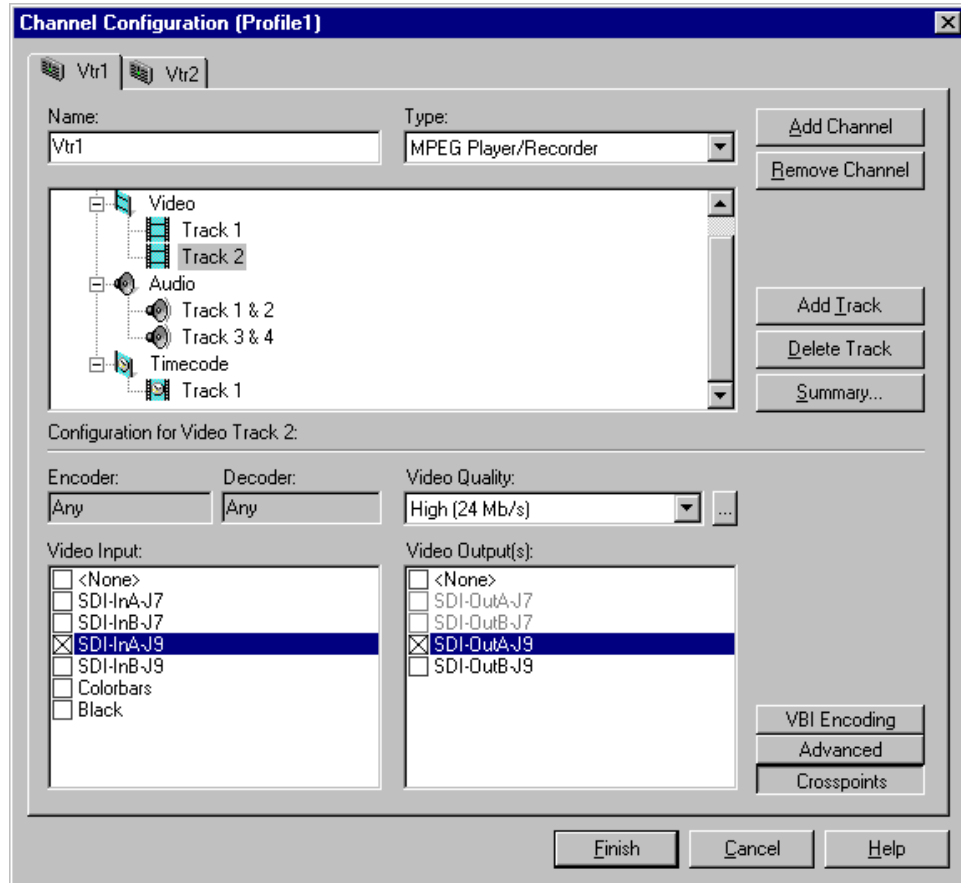 Channel Configuration (Profile1)
Vtr1
Vtr2
Name:
Type:
Vtr1
MPEG Player/Recorder
Add Channel
Remove Channel
Video
Track 1
Track 2
Audio
Track 1 & 2
Track 3 & 4
Timecode
Track 1
Add Track
Delete Track
Summary...
Configuration for Video Track 2:
Encoder:
Decoder:
Video Quality:
Any
Any
High (24 Mb/s)
...
Video Input:
<None>
SDI-InA-J7
SDI-InB-J7
SDI-InA-J9
SDI-InB-J9
Colorbars
Black
Video Output(s):
<None>
SDI-OutA-J7
SDI-OutB-J7
SDI-OutA-J9
SDI-OutB-J9
VBI Encoding
Advanced
Crosspoints
Finish
Cancel
Help